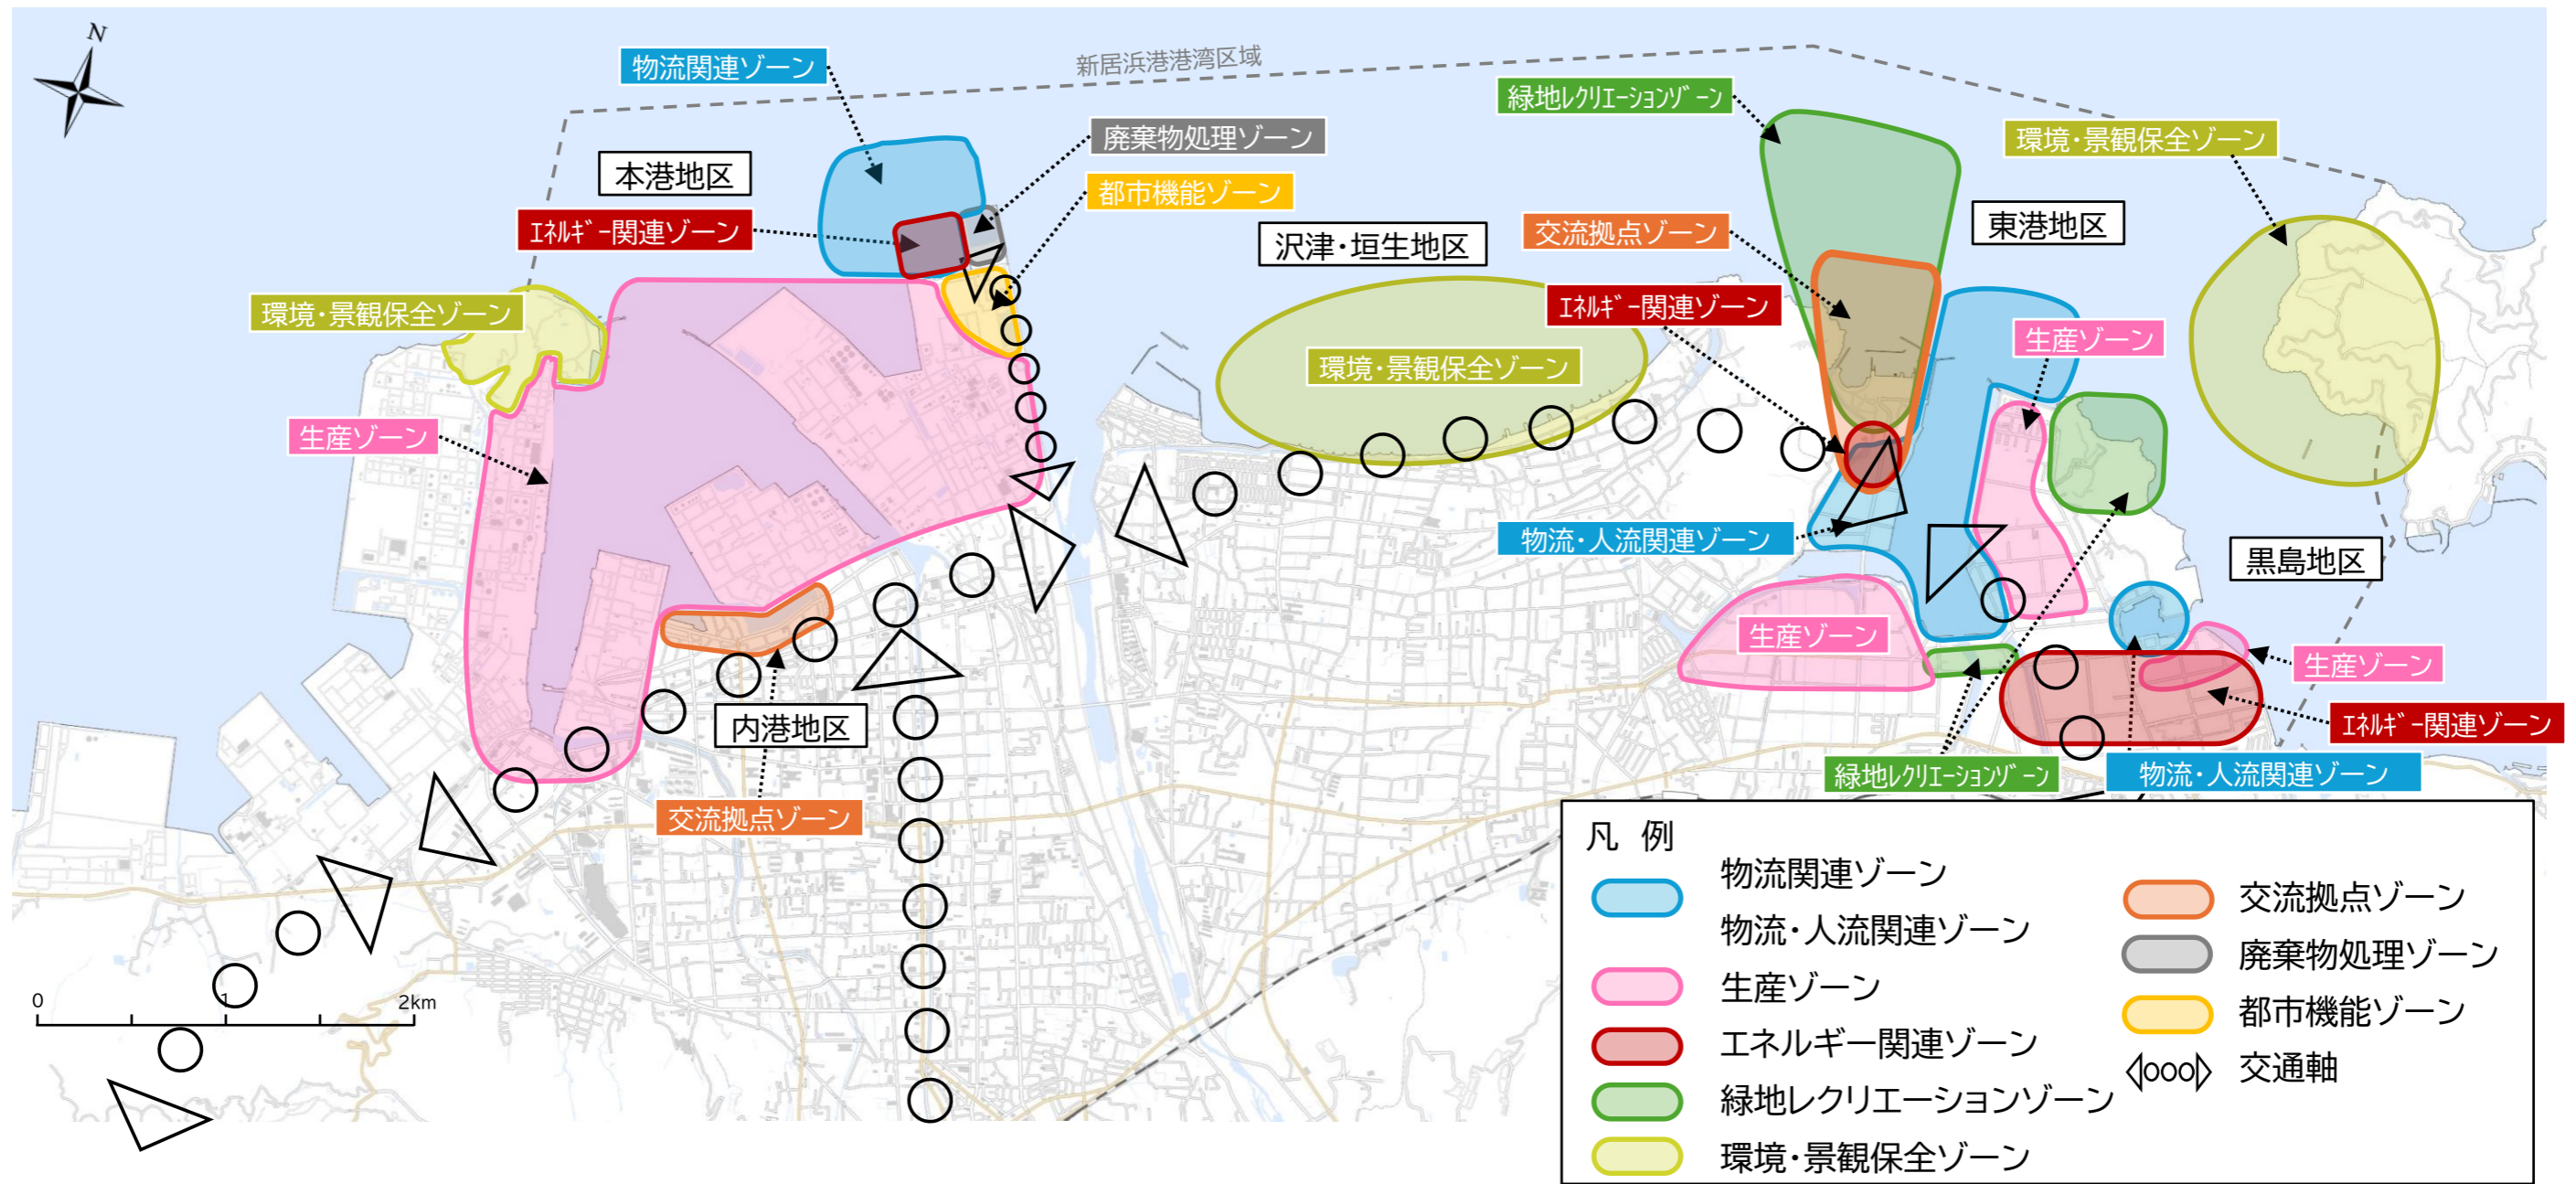 N
新居浜港港湾区域
物流関連ゾーン
緑地ﾚｸﾘｴｰｼｮﾝｿﾞｰﾝ
廃棄物処理ゾーン
環境・景観保全ゾーン
本港地区
都市機能ゾーン
ｴﾈﾙｷﾞｰ関連ゾーン
沢津・垣生地区
交流拠点ゾーン
東港地区
環境・景観保全ゾーン
ｴﾈﾙｷﾞｰ関連ゾーン
生産ゾーン
環境・景観保全ゾーン
生産ゾーン
物流・人流関連ゾーン
黒島地区
生産ゾーン
生産ゾーン
内港地区
ｴﾈﾙｷﾞｰ関連ゾーン
緑地ﾚｸﾘｴｰｼｮﾝｿﾞｰﾝ
物流・人流関連ゾーン
交流拠点ゾーン
0 1 2km
凡 例
物流関連ゾーン
物流・人流関連ゾーン
生産ゾーン
エネルギー関連ゾーン
緑地レクリエーションゾーン
環境・景観保全ゾーン
交流拠点ゾーン
廃棄物処理ゾーン
都市機能ゾーン
交通軸